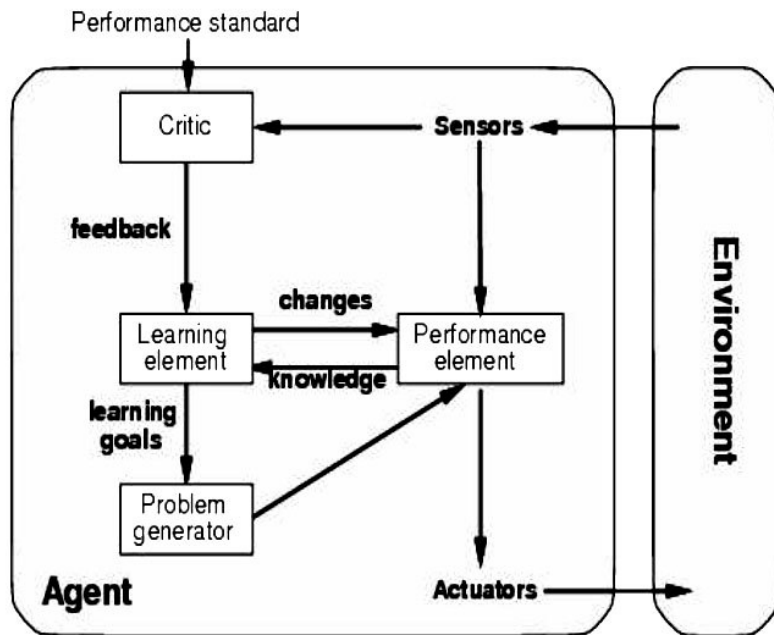 Performance standard
Critic
Sensors
feedback
changes
Learning
element
Performance
element
knowledge
learning
goals
Problem
generator
Agent
Actuators
Environment